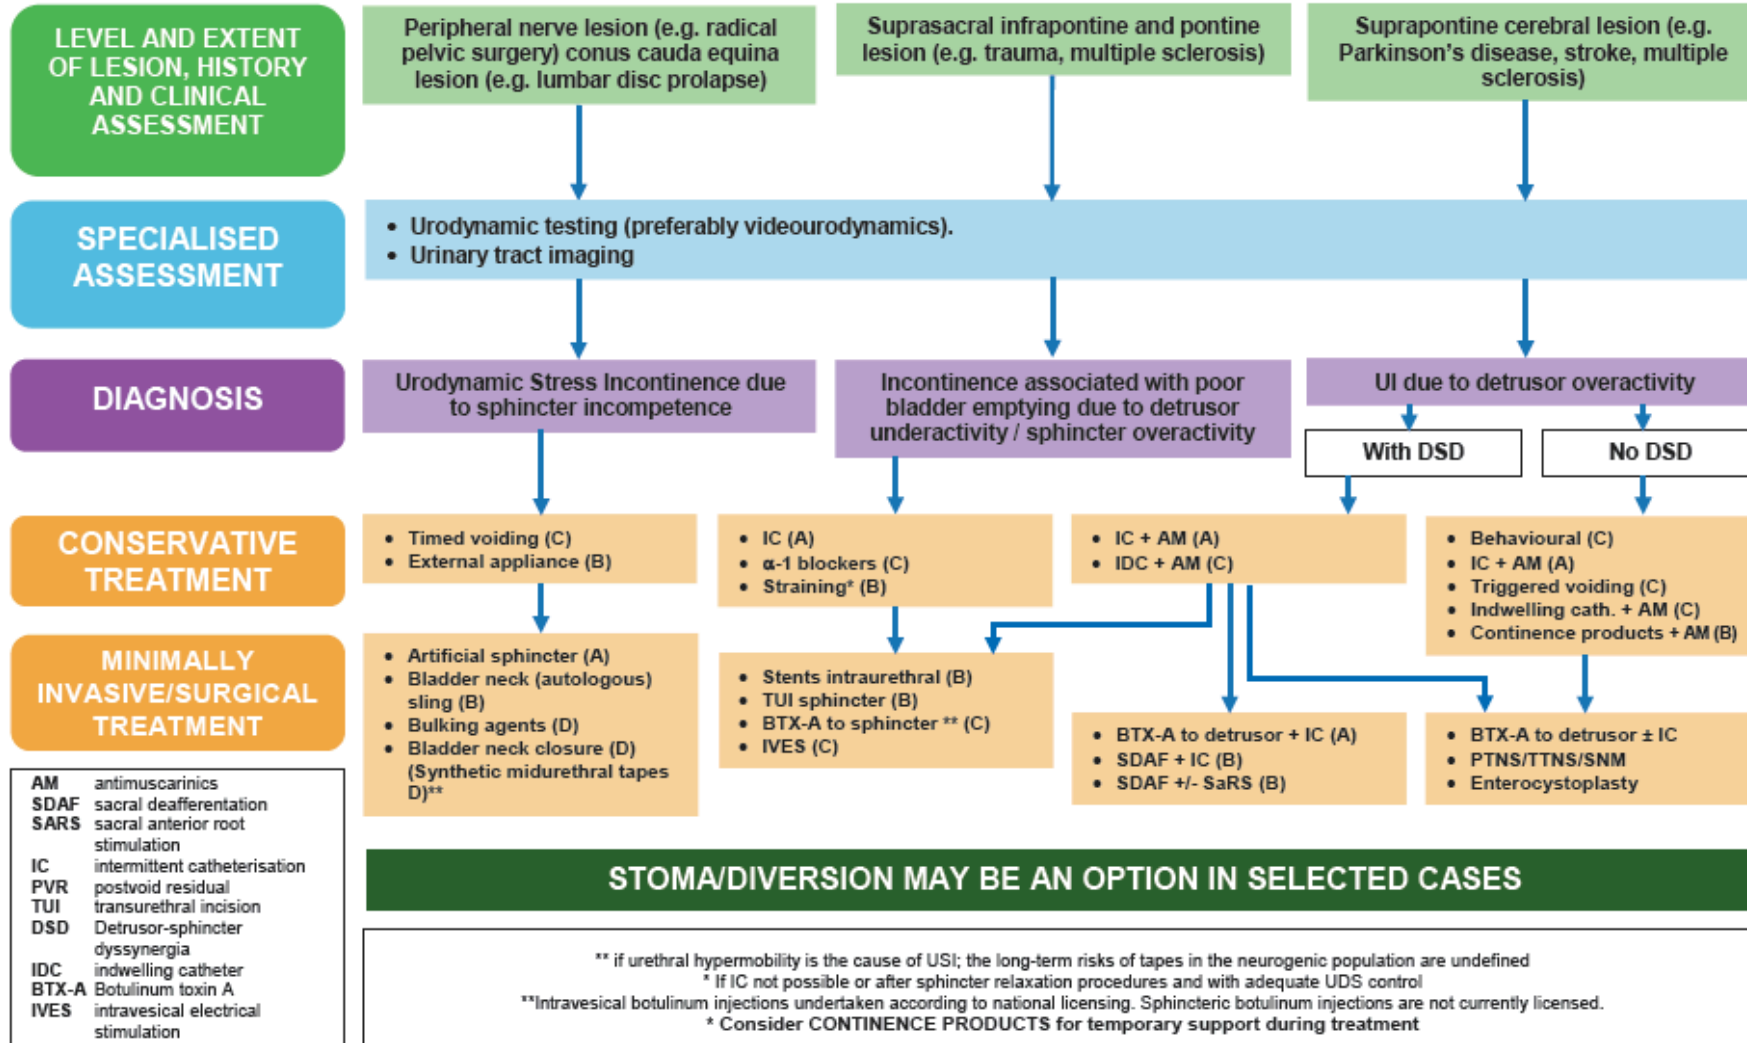 LEVEL AND EXTENT
OF LESION, HISTORY
AND CLINICAL
ASSESSMENT
Peripheral nerve lesion (e.g. radical
pelvic surgery) conus cauda equina
lesion (e.g. lumbar disc prolapse)
Suprasacral infrapontine and pontine
lesion (e.g. trauma, multiple sclerosis)
Suprapontine cerebral lesion (e.g.
Parkinson's disease, stroke, multiple
sclerosis)
SPECIALISED
ASSESSMENT
• Urodynamic testing (preferably videourodynamics).
• Urinary tract imaging
DIAGNOSIS
Urodynamic Stress Incontinence due
to sphincter incompetence
Incontinence associated with poor
bladder emptying due to detrusor
underactivity / sphincter overactivity
UI due to detrusor overactivity
With DSD
No DSD
CONSERVATIVE
TREATMENT
• Timed voiding (C)
• External appliance (B)
• IC (A)
• α-1 blockers (C)
• Straining* (B)
• IC + AM (A)
• IDC + AM (C)
• Behavioural (C)
• IC + AM (A)
• Triggered voiding (C)
• Indwelling cath. + AM (C)
• Continence products + AM (B)
MINIMALLY
INVASIVE/SURGICAL
TREATMENT
• Artificial sphincter (A)
• Bladder neck (autologous)
sling (B)
• Bulking agents (D)
• Bladder neck closure (D)
(Synthetic midurethral tapes
D)**
• Stents intraurethral (B)
• TUI sphincter (B)
• BTX-A to sphincter ** (C)
• IVES (C)
• BTX-A to detrusor + IC (A)
• SDAF + IC (B)
• SDAF +/- SaRS (B)
• BTX-A to detrusor ± IC
• PTNS/TTNS/SNM
• Enterocystoplasty
AM antimuscarinics
SDAF sacral deafferentation
SARS sacral anterior root
stimulation
IC intermittent catheterisation
PVR postvoid residual
TUI transurethral incision
DSD Detrusor-sphincter
dyssynergia
IDC indwelling catheter
BTX-A Botulinum toxin A
IVES intravesical electrical
stimulation
STOMA/DIVERSION MAY BE AN OPTION IN SELECTED CASES
** if urethral hypermobility is the cause of USI; the long-term risks of tapes in the neurogenic population are undefined
* If IC not possible or after sphincter relaxation procedures and with adequate UDS control
**Intravesical botulinum injections undertaken according to national licensing. Sphincteric botulinum injections are not currently licensed.
* Consider CONTINENCE PRODUCTS for temporary support during treatment